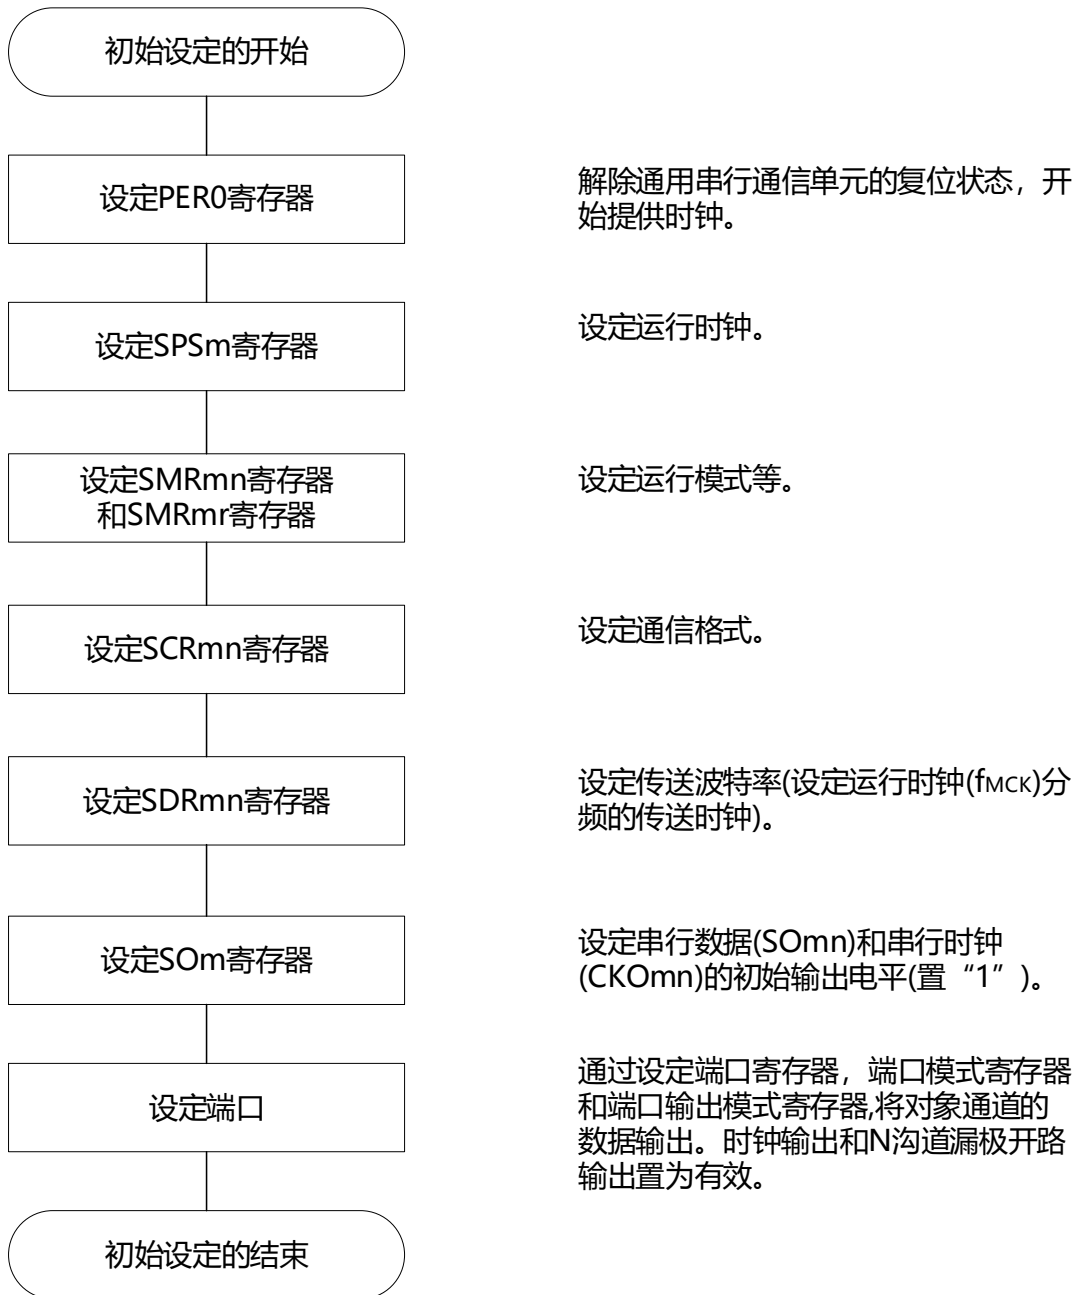 初始设定的开始
设定PER0寄存器
解除通用串行通信单元的复位状态，开
始提供时钟。
设定SPSm寄存器
设定运行时钟。
设定SMRmn寄存器
和SMRmr寄存器
设定运行模式等。
设定SCRmn寄存器
设定通信格式。
设定SDRmn寄存器
设定传送波特率(设定运行时钟(fMCK)分
频的传送时钟)。
设定SOm寄存器
设定串行数据(SOmn)和串行时钟
(CKOmn)的初始输出电平(置“1”)。
设定端口
通过设定端口寄存器，端口模式寄存器
和端口输出模式寄存器,将对象通道的
数据输出。时钟输出和N沟道漏极开路
输出置为有效。
初始设定的结束